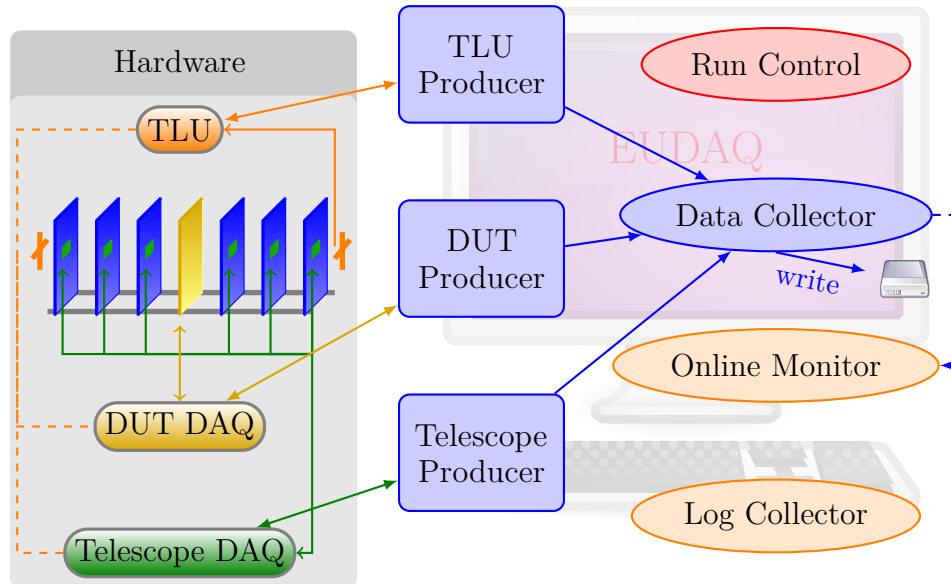 Hardware
TLU
DUT DAQ
Telescope DAQ
TLU
Producer
DUT
Producer
Telescope
Producer
Run Control
EUDAQ
Data Collector
write
Online Monitor
Log Collector